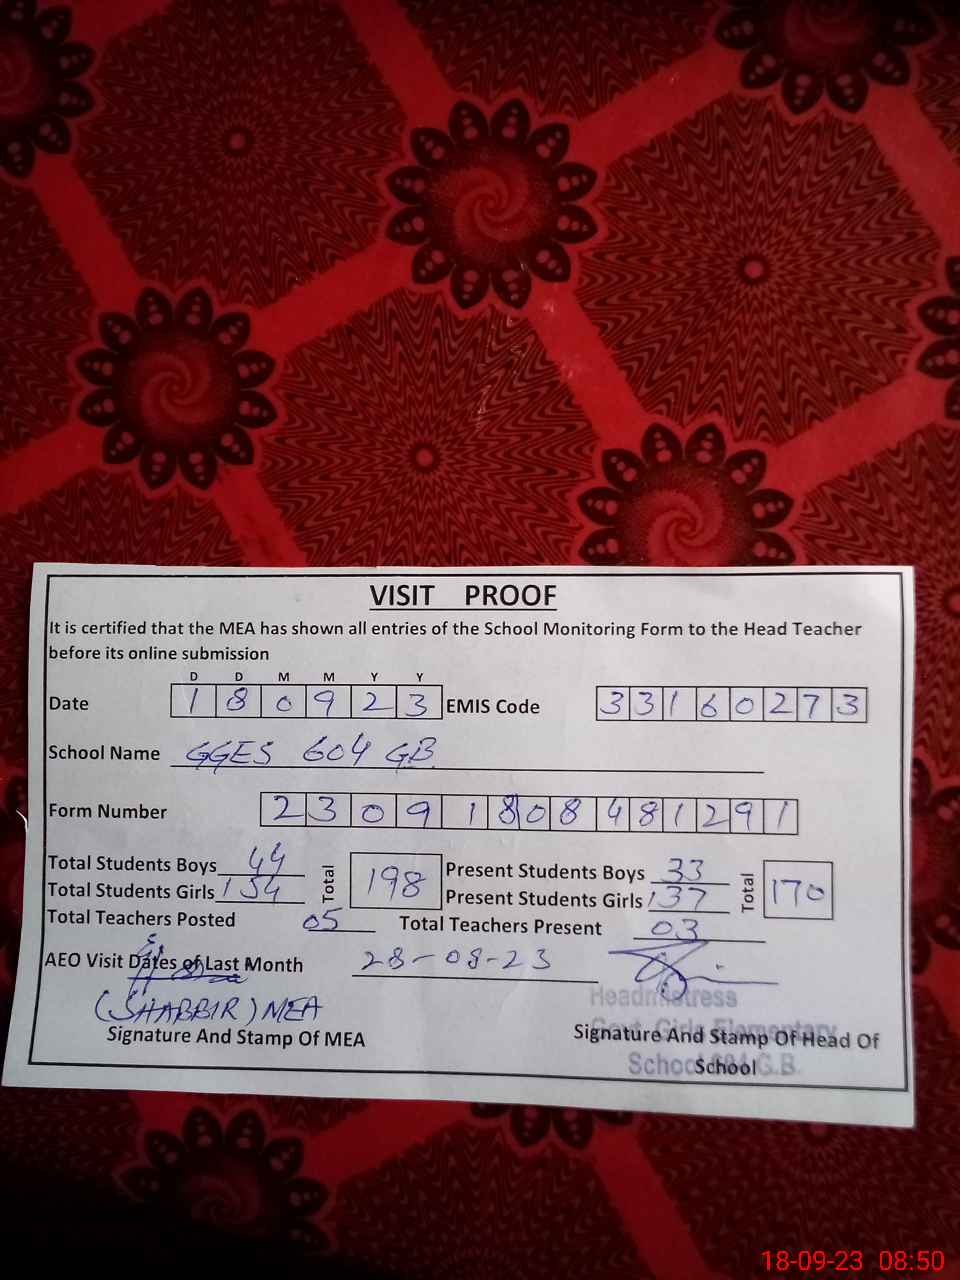 VISIT PROOF
It is certified that the MEA has shown all entries of the School Monitoring Form to the Head Teacher
before its online submission
D D M M Y Y
Date 1 8 0 9 2 3 EMIS Code 3 3 1 6 0 2 7 3
School Name GGES 604 GB
Form Number 2 3 0 9 1 8 0 8 4 8 1 2 9 1
Total Students Boys 44 Total 198 Present Students Boys 33 Total 170
Total Students Girls 154 Present Students Girls 137
Total Teachers Posted 05 Total Teachers Present 03
AEO Visit Dates of Last Month 28-08-23
(SHABBIR) MEA
Headmistress
Govt. Girls Elementary
Signature And Stamp Of MEA Signature And Stamp Of Head Of
School
School 604 G.B.
18-09-23 08:50